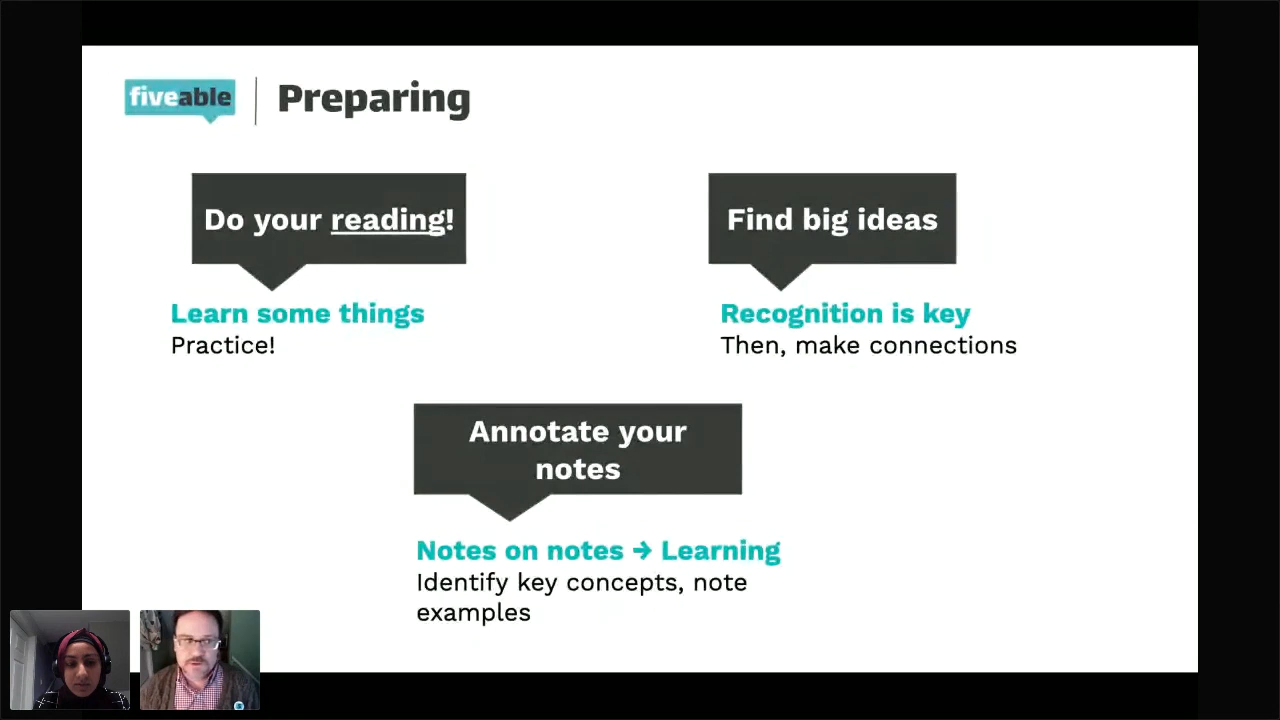 fiveable
Preparing
Do your reading!
Learn some things
Practice!
Find big ideas
Recognition is key
Then, make connections
Annotate your
notes
Notes on notes → Learning
Identify key concepts, note
examples